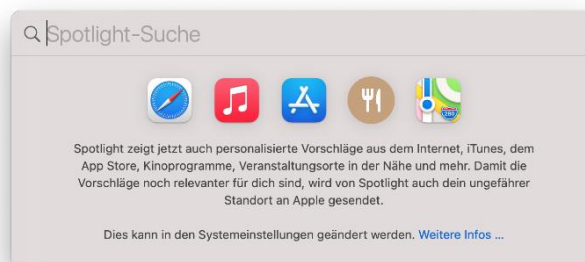 Spotlight-Suche
Spotlight zeigt jetzt auch personalisierte Vorschläge aus dem Internet, iTunes, dem
App Store, Kinoprogramme, Veranstaltungsorte in der Nähe und mehr. Damit die
Vorschläge noch relevanter für dich sind, wird von Spotlight auch dein ungefährer
Standort an Apple gesendet.
Dies kann in den Systemeinstellungen geändert werden. Weitere Infos ...